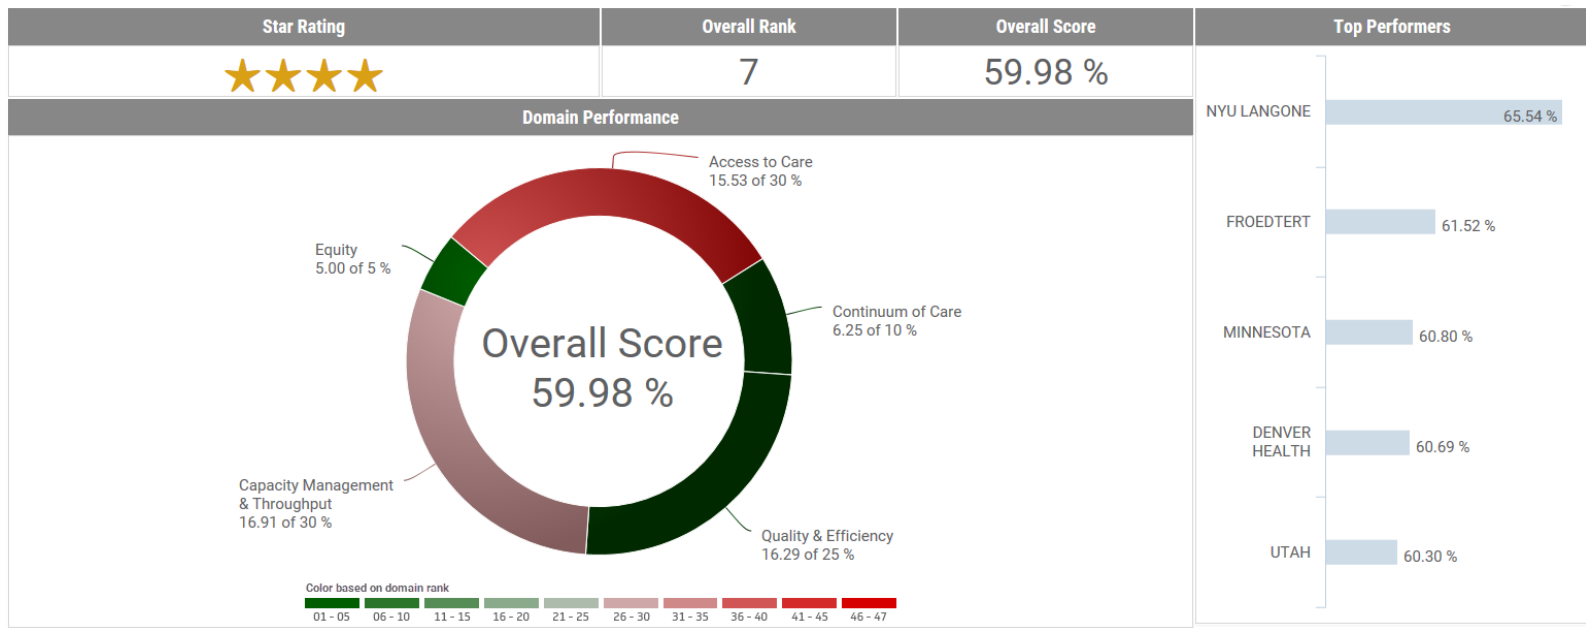 Star Rating
Overall Rank
Overall Score
Top Performers
7
59.98 %
Domain Performance
Access to Care
15.53 of 30 %
Equity
5.00 of 5 %
Continuum of Care
6.25 of 10 %
Overall Score
59.98 %
Capacity Management
& Throughput
16.91 of 30 %
Quality & Efficiency
16.29 of 25 %
Color based on domain rank
01 - 05
06 - 10
11 - 15
16 - 20
21 - 25
26 - 30
31 - 35
36 - 40
41 - 45
46 - 47
NYU LANGONE
65.54 %
FROEDTERT
61.52 %
MINNESOTA
60.80 %
DENVER
HEALTH
60.69 %
UTAH
60.30 %